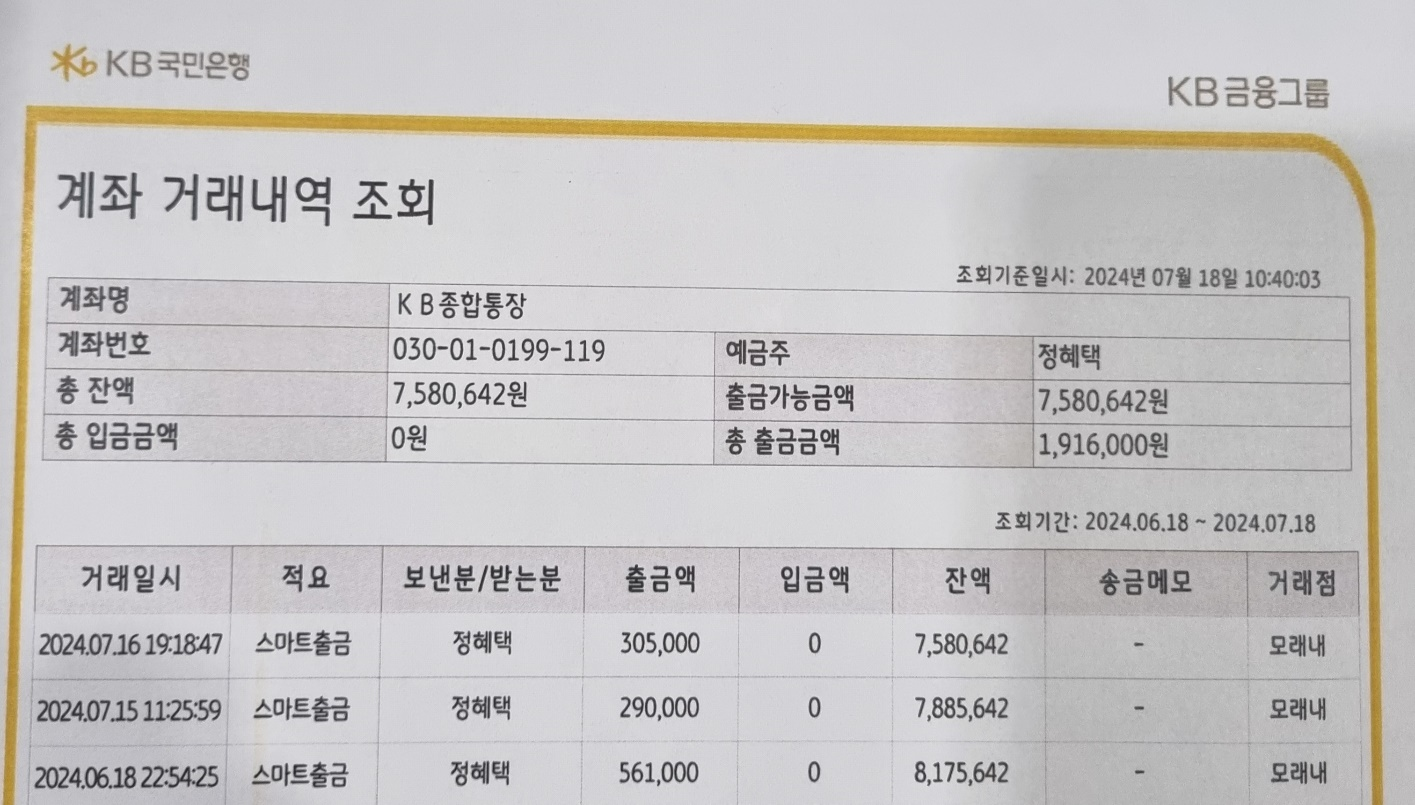 KB국민은행
KB금융그룹
계좌 거래내역 조회
조회기준일시: 2024년 07월 18일 10:40:03
계좌명 K B종합통장
계좌번호 030-01-0199-119 예금주 정혜택
총 잔액 7,580,642원 출금가능금액 7,580,642원
총 입금금액 0원 총 출금금액 1,916,000원
조회기간: 2024.06.18 ~ 2024.07.18
거래일시 적요 보낸분/받는분 출금액 입금액 잔액 송금메모 거래점
2024.07.16 19:18:47 스마트출금 정혜택 305,000 0 7,580,642 - 모래내
2024.07.15 11:25:59 스마트출금 정혜택 290,000 0 7,885,642 - 모래내
2024.06.18 22:54:25 스마트출금 정혜택 561,000 0 8,175,642 - 모래내